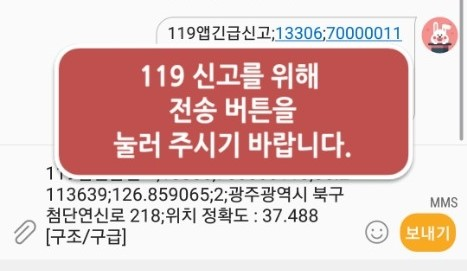 119앱긴급신고;13306;70000011
119 신고를 위해
전송 버튼을
눌러 주시기 바랍니다.
113639;126.859065;2;광주광역시 북구
첨단연신로 218;위치 정확도 : 37.488
[구조/구급]
MMS
보내기